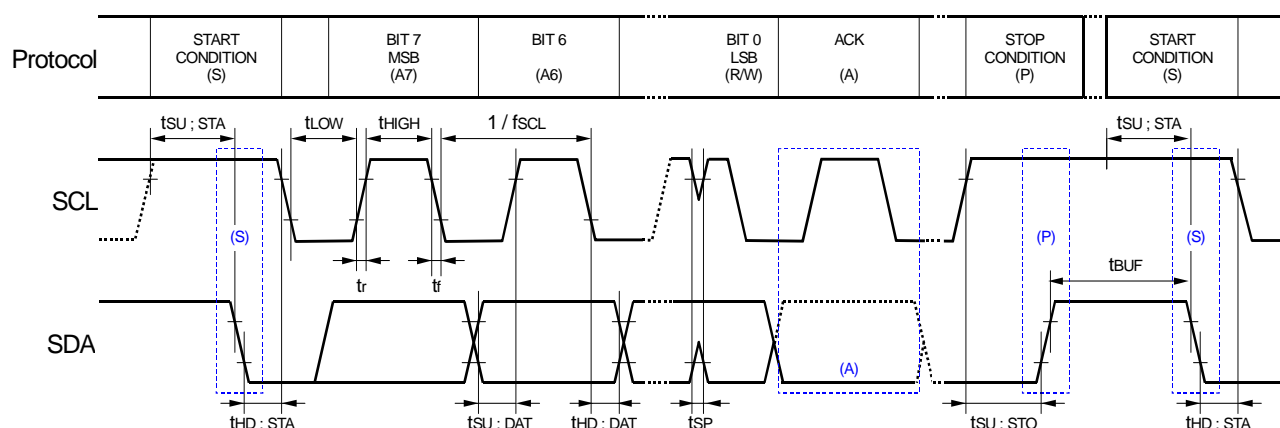 Protocol
START
CONDITION
(S)
BIT 7
MSB
(A7)
BIT 6
(A6)
BIT 0
LSB
(R/W)
ACK
(A)
STOP
CONDITION
(P)
START
CONDITION
(S)
tSU ; STA
tLOW
tHIGH
1 / fSCL
tSU ; STA
SCL
(S)
(P)
(S)
tr
tf
tBUF
SDA
(A)
tHD ; STA
tSU ; DAT
tHD ; DAT
tSP
tSU ; STO
tHD ; STA